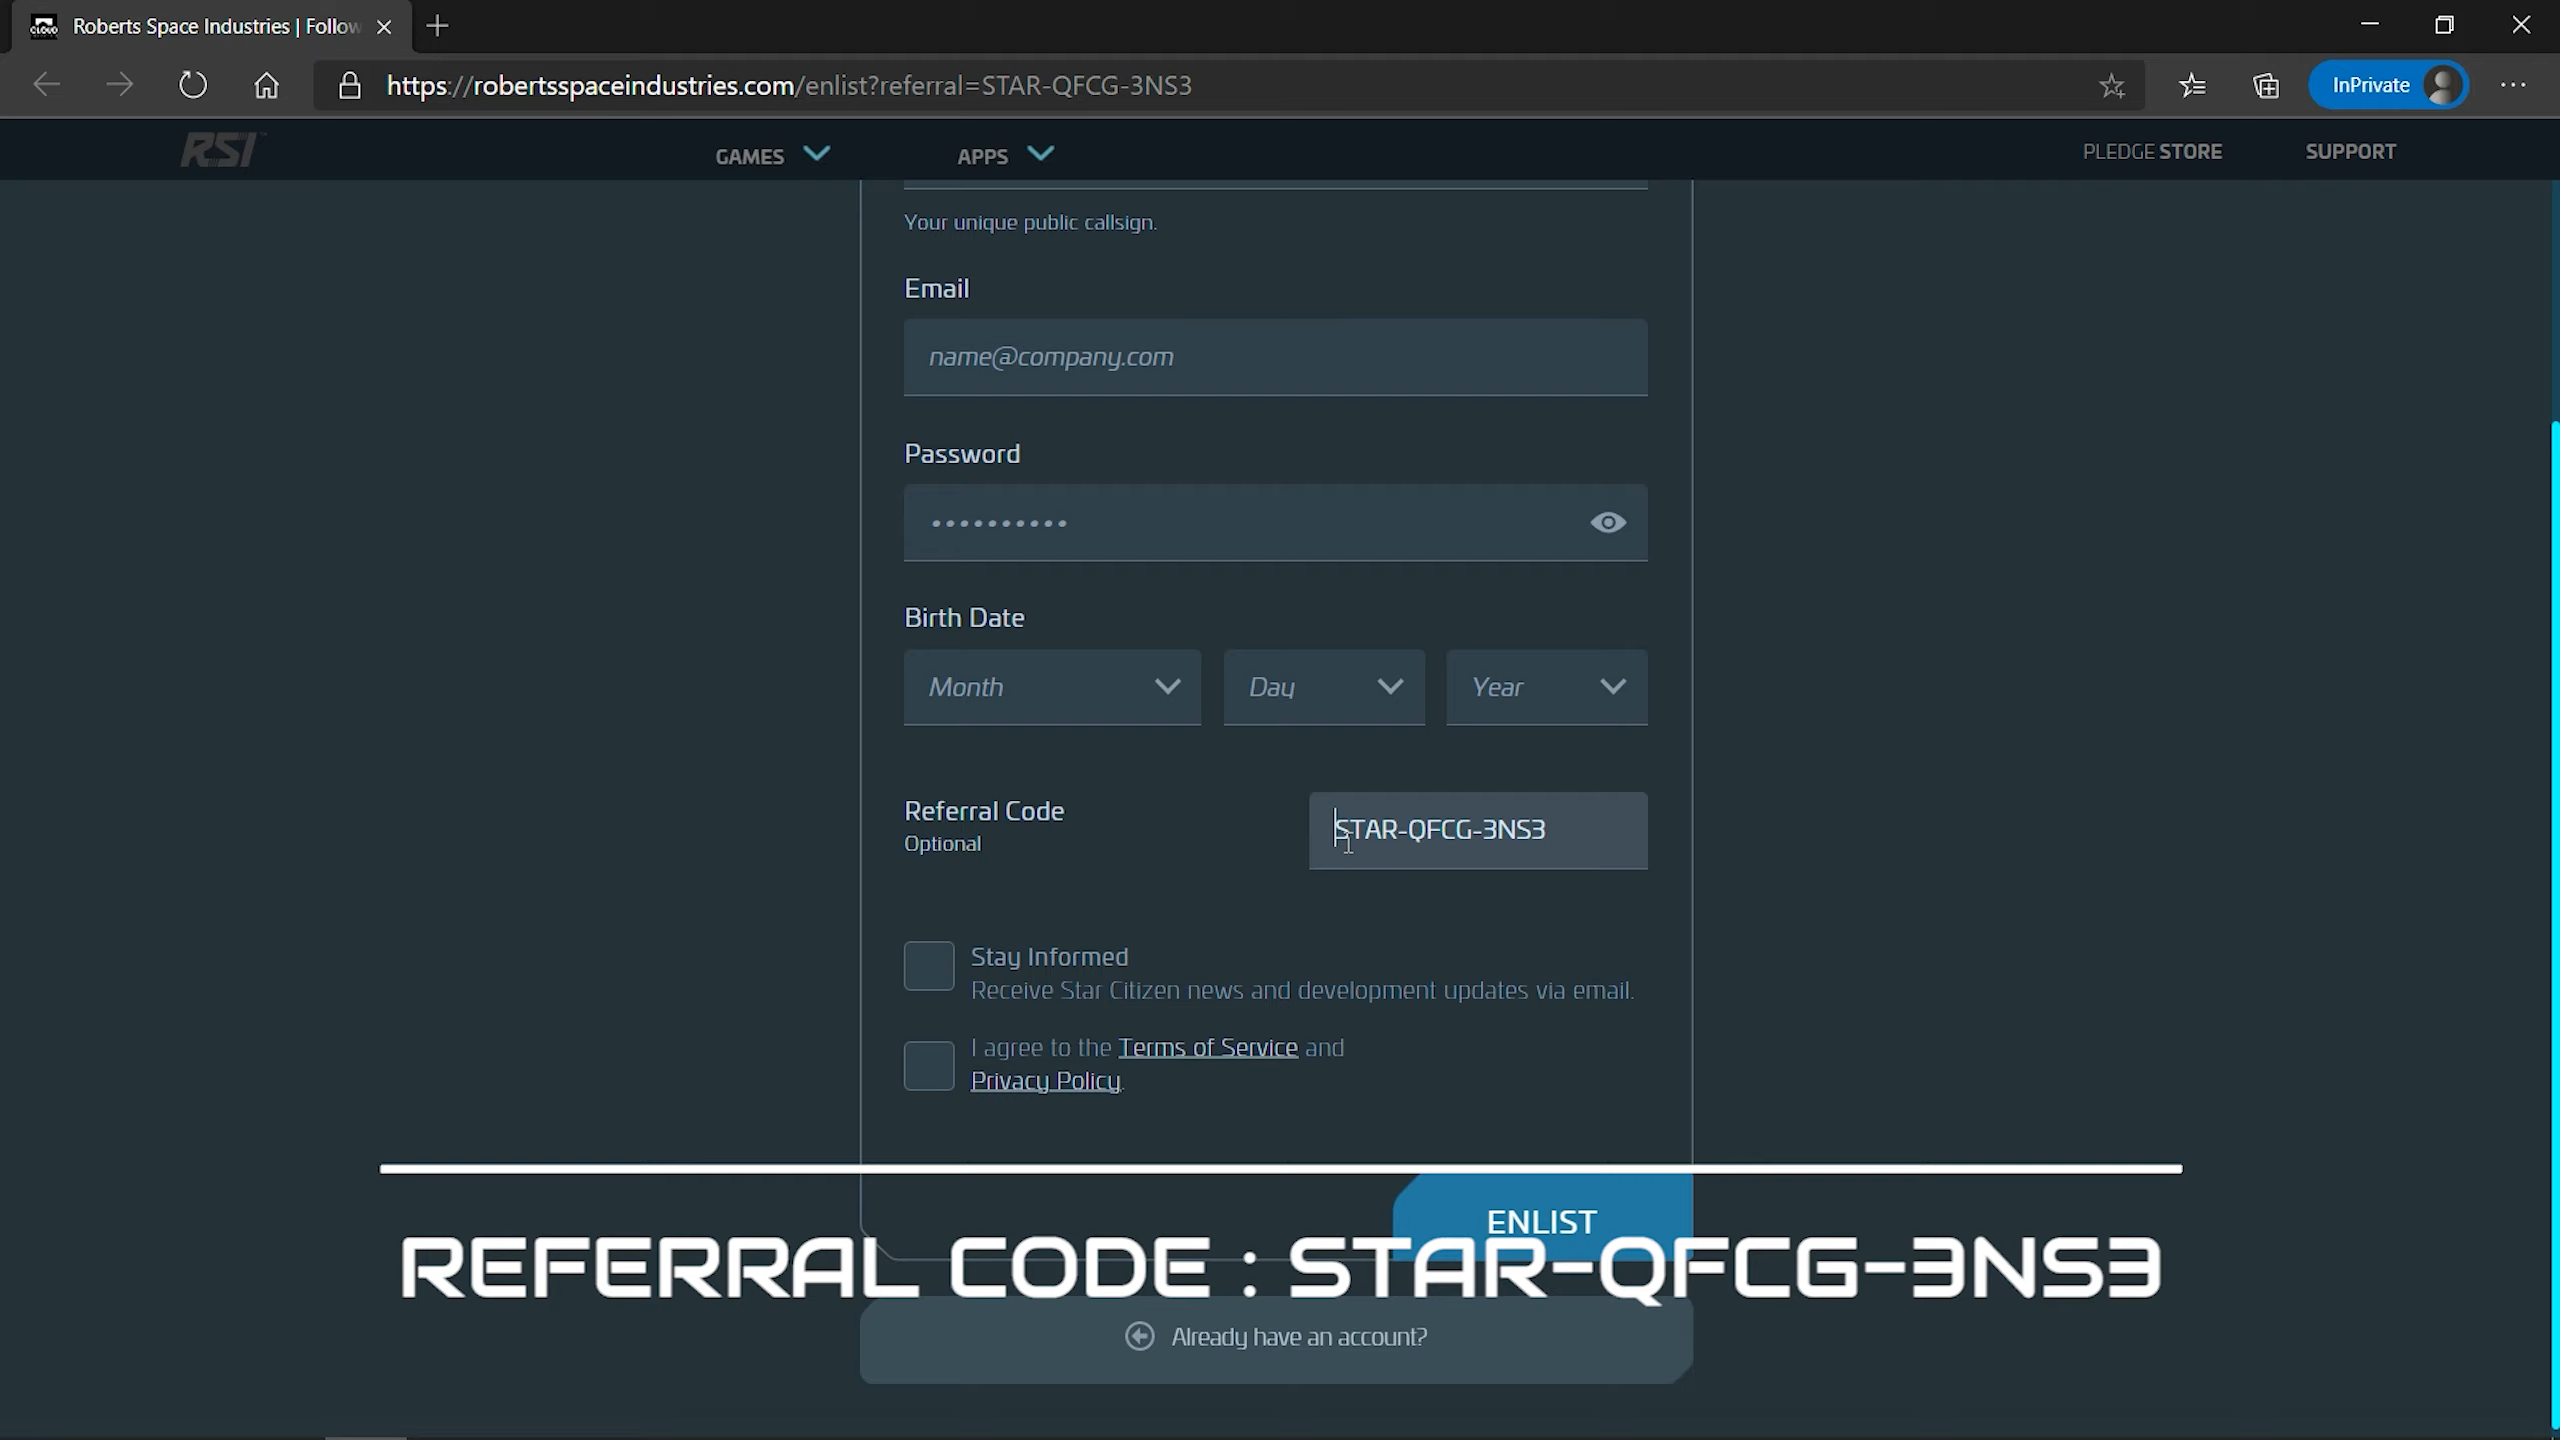 Roberts Space Industries | Follow
https://robertsspaceindustries.com/enlist?referral=STAR-QFCG-3NS3
InPrivate
RSI
GAMES
APPS
PLEDGE STORE
SUPPORT
Your unique public callsign.
Email
name@company.com
Password
Birth Date
Month
Day
Year
Referral Code
Optional
STAR-QFCG-3NS3
Stay Informed
Receive Star Citizen news and development updates via email.
I agree to the Terms of Service and
Privacy Policy.
ENLIST
REFERRAL CODE : STAR-QFCG-3NS3
Already have an account?